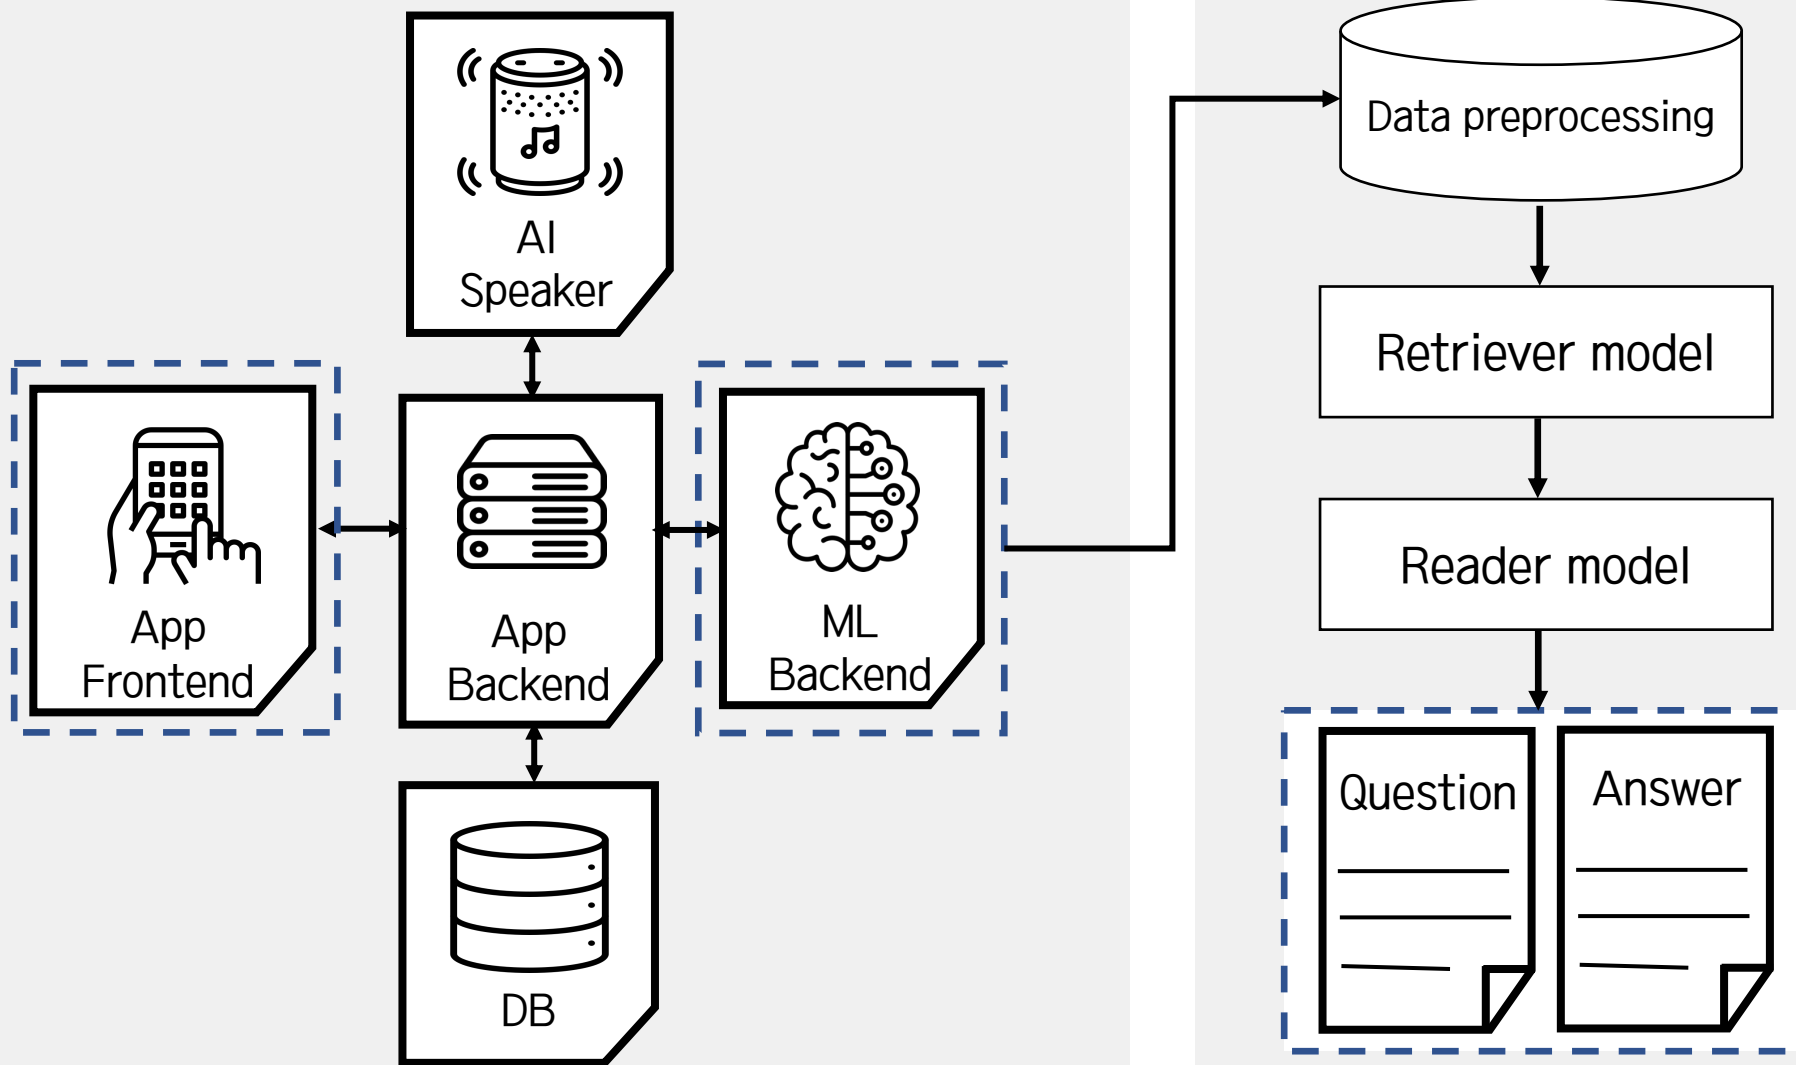 AI
Speaker
App
Frontend
App
Backend
ML
Backend
DB
Data preprocessing
Retriever model
Reader model
Question
Answer